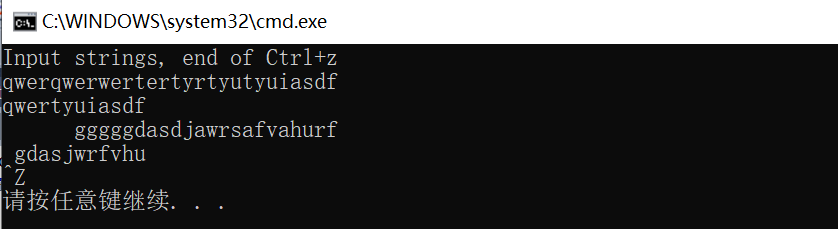 C:\WINDOWS\system32\cmd.exe
Input strings, end of Ctrl+z
qwerqwerwertertyrtyutyuiasdf
qwertyuiasdf
      gggggdasdjawrsafvahurf
 gdasjwrfvhu
^Z
请按任意键继续. . .